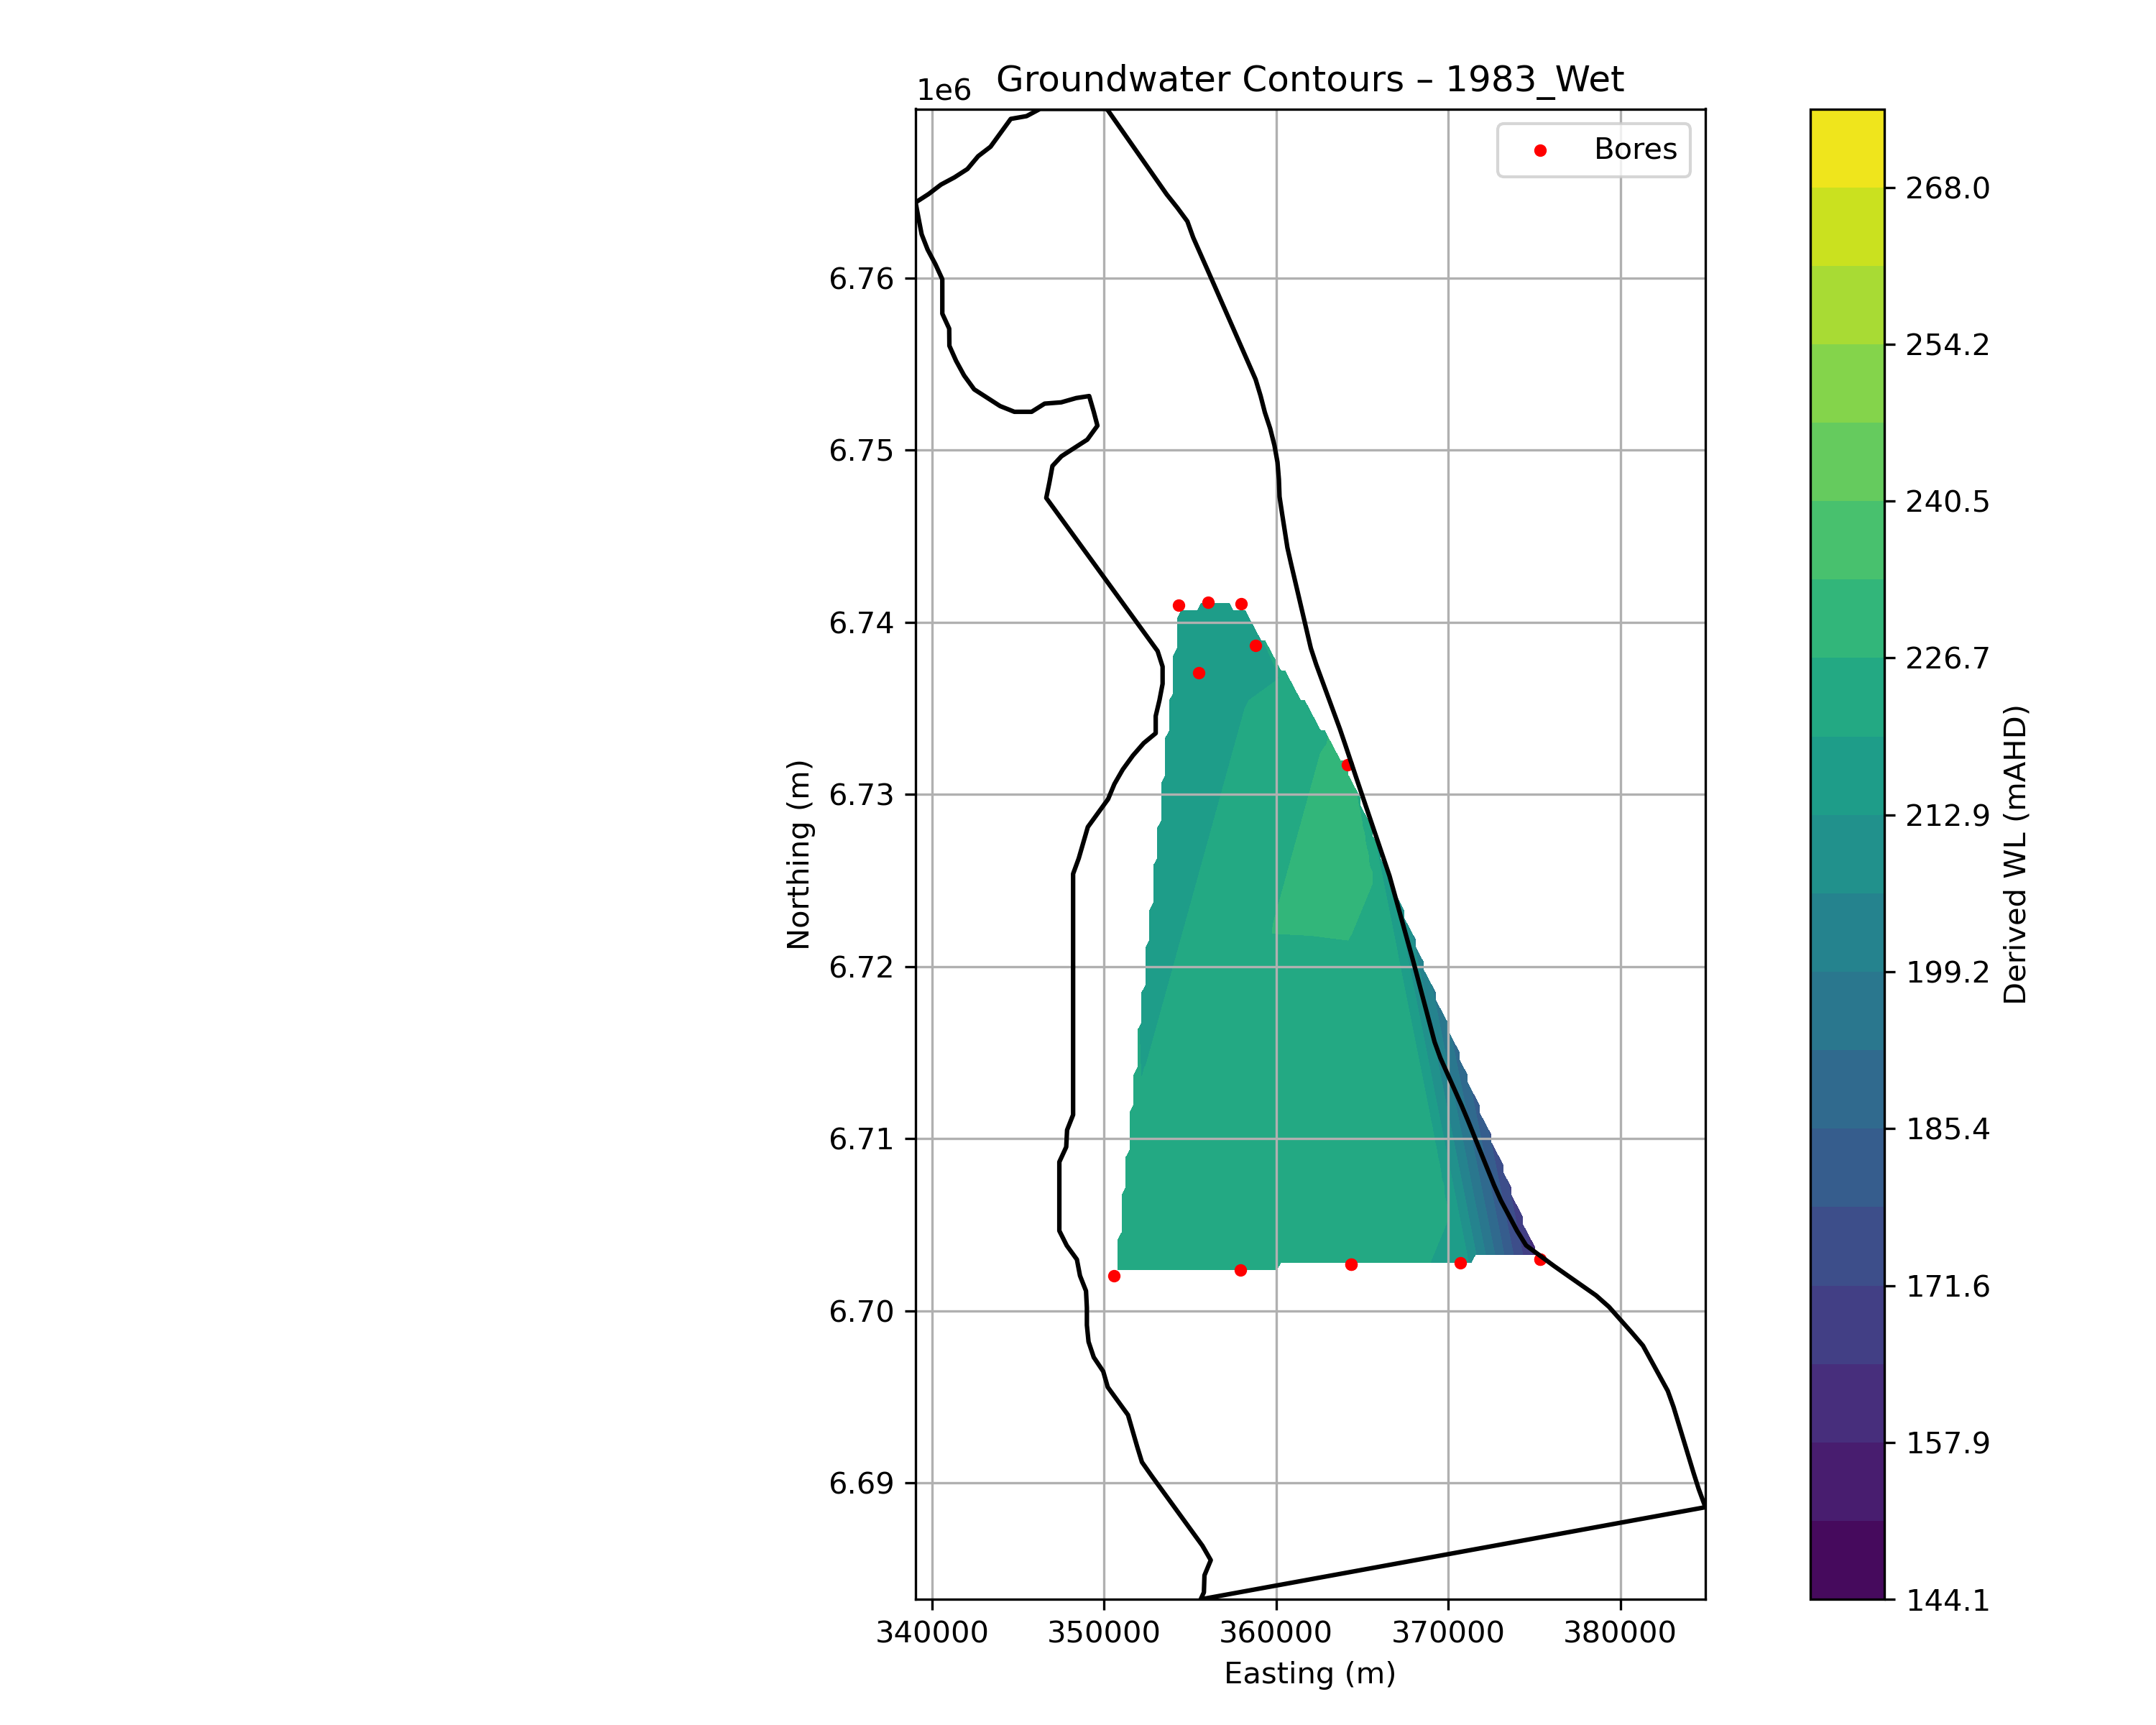 Groundwater Contours – 1983_Wet
1e6
Bores
6.76
6.75
6.74
6.73
6.72
6.71
6.70
6.69
Northing (m)
340000 350000 360000 370000 380000
Easting (m)
268.0
254.2
240.5
226.7
212.9
199.2
185.4
171.6
157.9
144.1
Derived WL (mAHD)